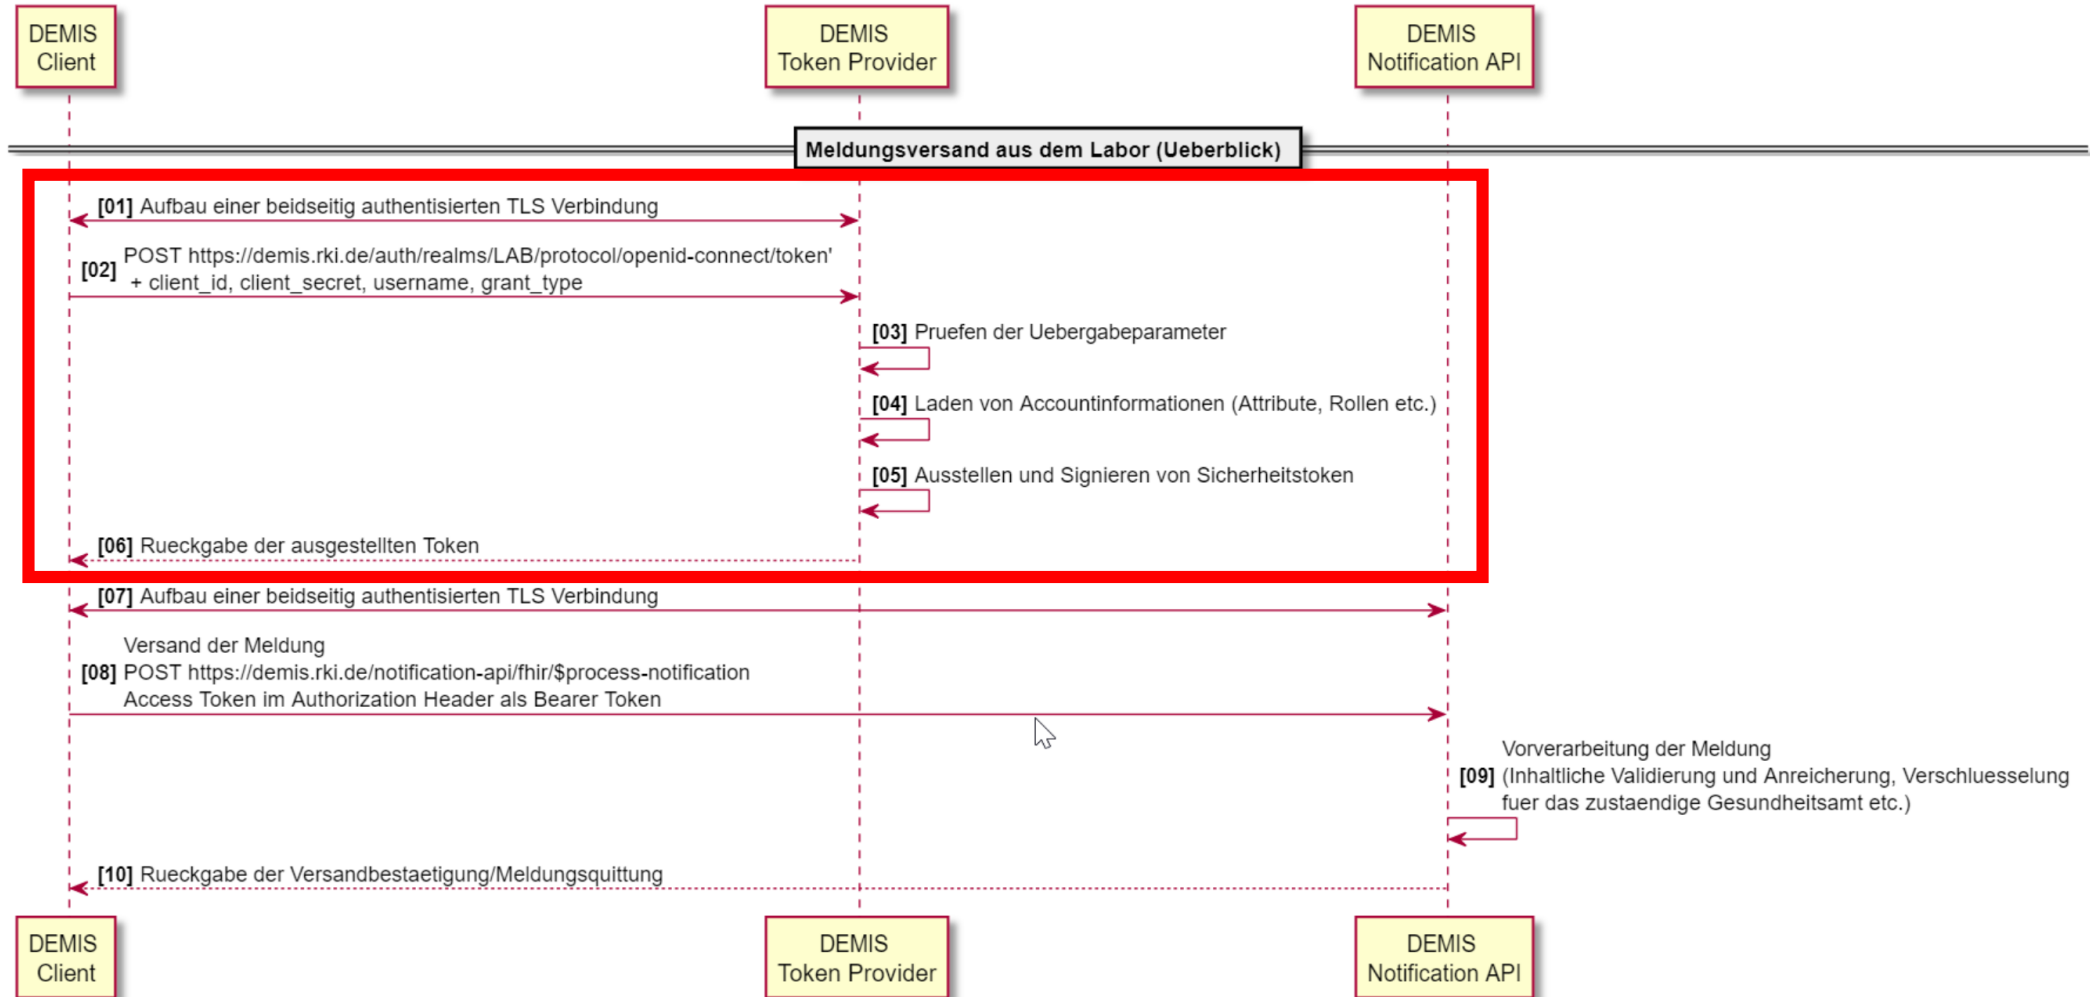 DEMIS
Client
DEMIS
Token Provider
DEMIS
Notification API
Meldungsversand aus dem Labor (Ueberblick)
[01] Aufbau einer beidseitig authentisierten TLS Verbindung
[02] POST https://demis.rki.de/auth/realms/LAB/protocol/openid-connect/token'
+ client_id, client_secret, username, grant_type
[03] Pruefen der Uebergabeparameter
[04] Laden von Accountinformationen (Attribute, Rollen etc.)
[05] Ausstellen und Signieren von Sicherheitstoken
[06] Rueckgabe der ausgestellten Token
[07] Aufbau einer beidseitig authentisierten TLS Verbindung
Versand der Meldung
[08] POST https://demis.rki.de/notification-api/fhir/$process-notification
Access Token im Authorization Header als Bearer Token
Vorverarbeitung der Meldung
[09] (Inhaltliche Validierung und Anreicherung, Verschluesselung
fuer das zustaendige Gesundheitsamt etc.)
[10] Rueckgabe der Versandbestaetigung/Meldungsquittung
DEMIS
Client
DEMIS
Token Provider
DEMIS
Notification API